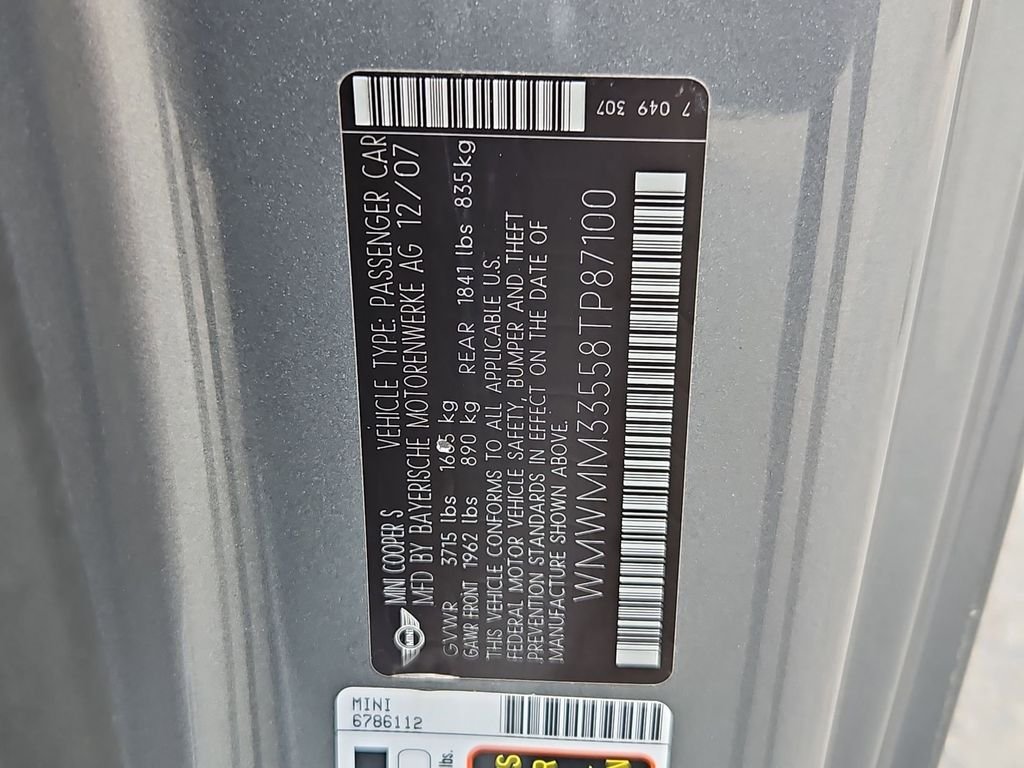 7 049 307
MINI COOPER S VEHICLE TYPE: PASSENGER CAR
MFD BY BAYERISCHE MOTORENWERKE AG 12/07
GVWR 3715 lbs kg
GAWR FRONT 1962 lbs 890 kg REAR 1841 lbs 835 kg
THIS VEHICLE CONFORMS TO ALL APPLICABLE U.S.
FEDERAL MOTOR VEHICLE SAFETY, BUMPER AND THEFT
PREVENTION STANDARDS IN EFFECT ON THE DATE OF
MANUFACTURE SHOWN ABOVE.
WMWMM33558TP87100
MINI
MINI
6786112
lbs.